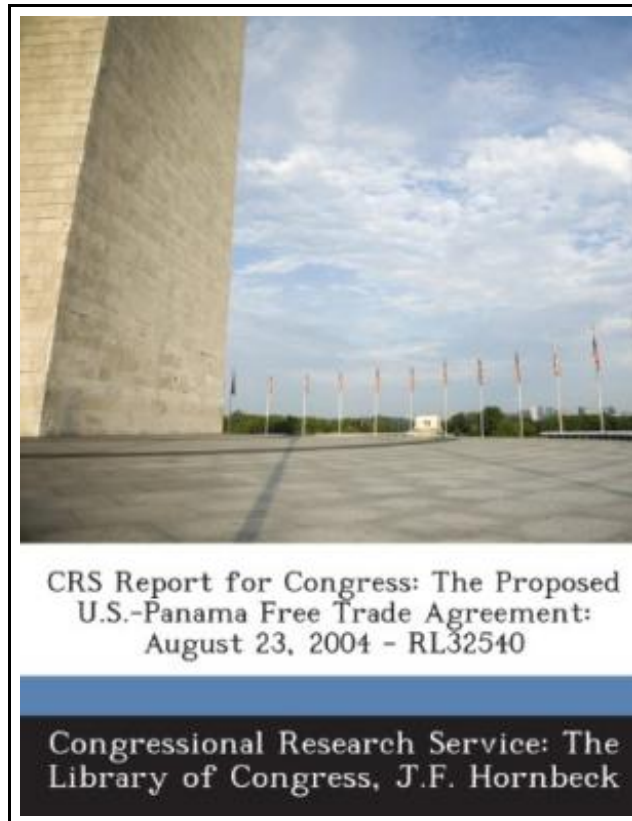 CRS Report for Congress: The Proposed
U.S.-Panama Free Trade Agreement:
August 23, 2004 - RL32540
Congressional Research Service: The
Library of Congress, J.F. Hornbeck